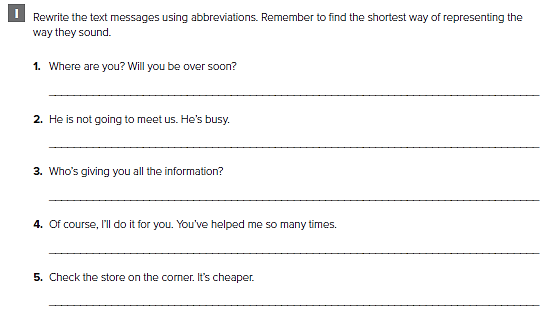 1 Rewrite the text messages using abbreviations. Remember to find the shortest way of representing the
way they sound.
1. Where are you? Will you be over soon?
2. He is not going to meet us. He's busy.
3. Who's giving you all the information?
4. Of course, I'll do it for you. You've helped me so many times.
5. Check the store on the corner. It's cheaper.